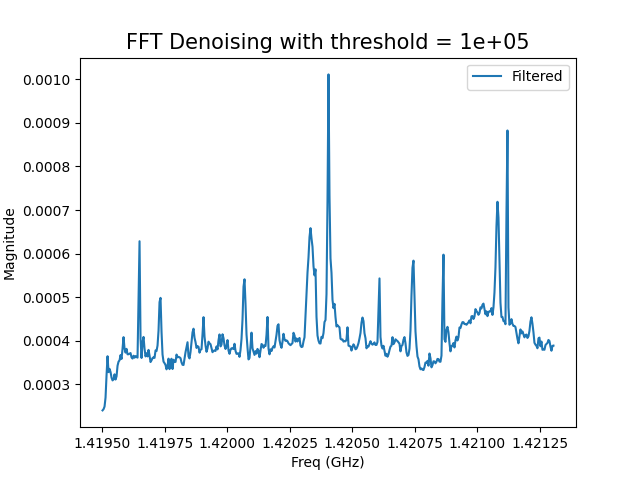 FFT Denoising with threshold = 1e+05
Filtered
0.0010
0.0009
0.0008
0.0007
0.0006
0.0005
0.0004
0.0003
Magnitude
1.41950 1.41975 1.42000 1.42025 1.42050 1.42075 1.42100 1.42125
Freq (GHz)